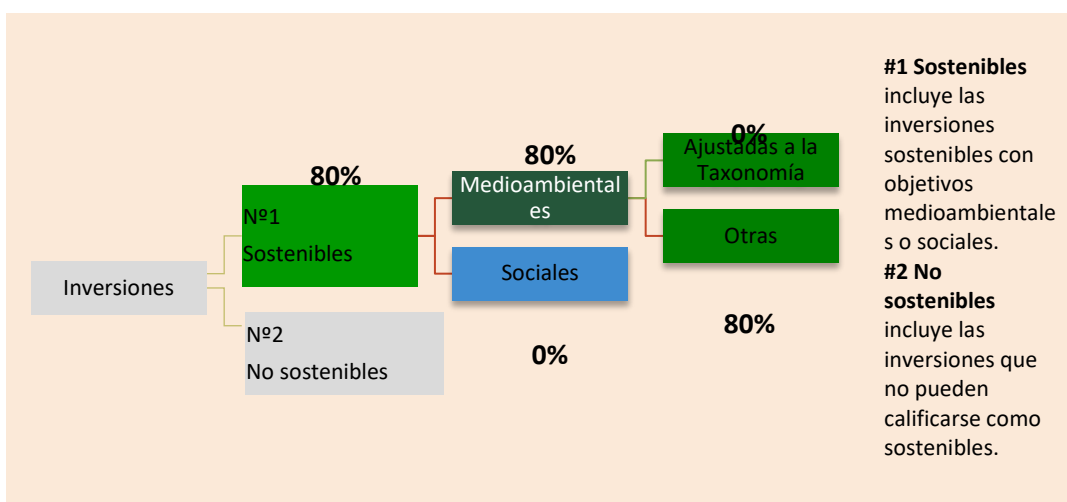 80%
80%
0%
Ajustadas a la
Taxonomía
Nº1
Sostenibles
Medioambiental
es
Otras
Inversiones
Sociales
Nº2
No sostenibles
0%
80%
#1 Sostenibles
incluye las
inversiones
sostenibles con
objetivos
medioambientale
s o sociales.
#2 No
sostenibles
incluye las
inversiones que
no pueden
calificarse como
sostenibles.